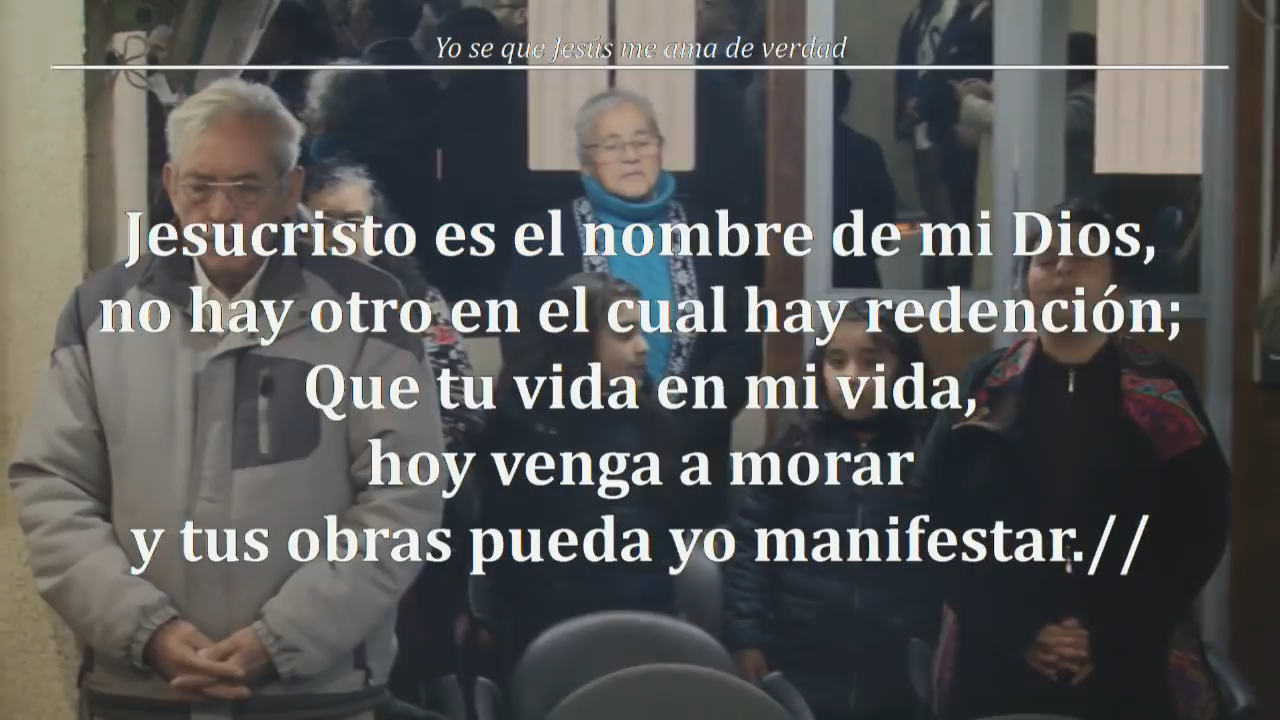 Yo se que Jesús me ama de verdad
Jesucristo es el nombre de mi Dios,
no hay otro en el cual hay redención;
Que tu vida en mi vida,
hoy venga a morar
y tus obras pueda yo manifestar.//